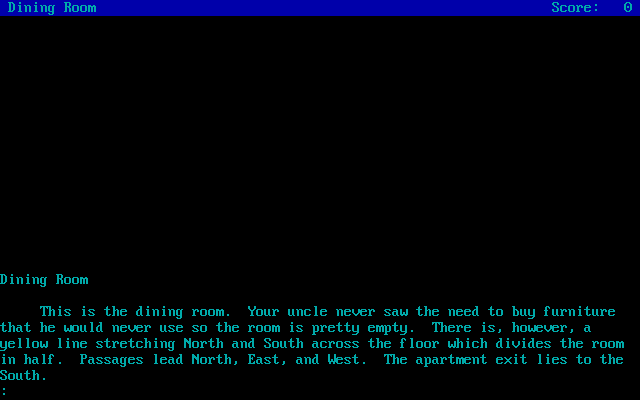 Dining Room Score: 0
Dining Room
This is the dining room. Your uncle never saw the need to buy furniture
that he would never use so the room is pretty empty. There is, however, a
yellow line stretching North and South across the floor which divides the room
in half. Passages lead North, East, and West. The apartment exit lies to the
South.
: